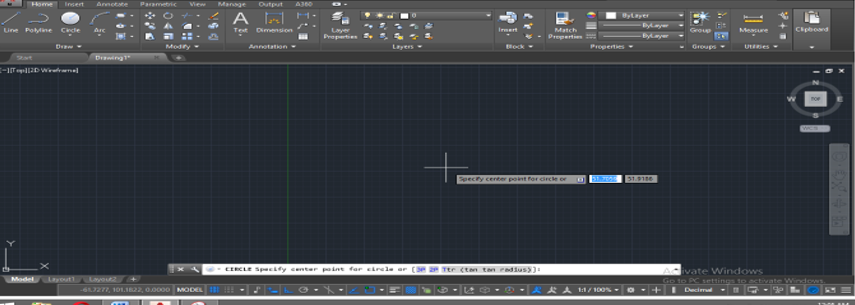 Home Insert Annotate Parametric View Manage Output A360
Line Polyline Circle Arc Text Dimension Layer Properties Insert Match Properties ByLayer Group Measure Clipboard
ByLayer
ByLayer
Draw Modify Annotation Layers Block Properties Groups Utilities
Start Drawing1*
[-][Top][2D Wireframe]
N
W TOP E
S
WCS
Specify center point for circle or
Y
X
CIRCLE Specify center point for circle or [3P 2P Ttr (tan tan radius)]:
Activate Windows
Go to PC settings to activate Windows.
Model Layout1 Layout2
MODEL 1:1 / 100% Decimal